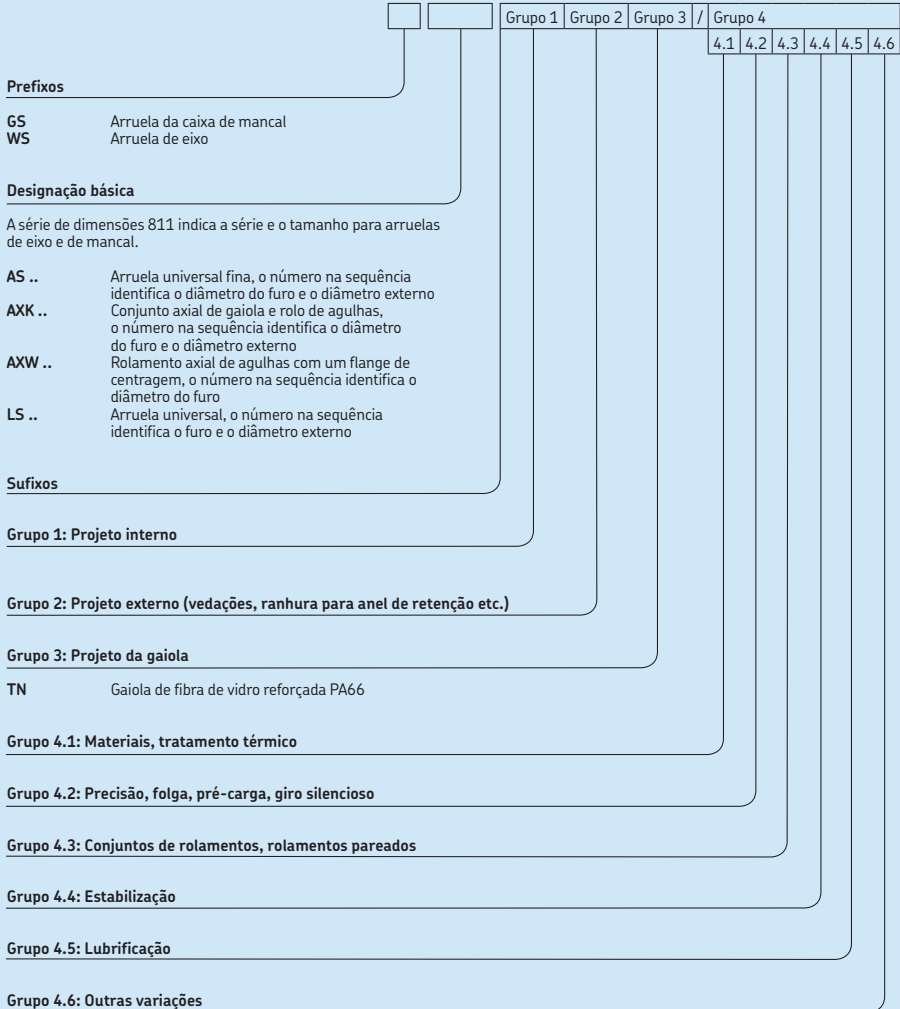 Grupo 1 Grupo 2 Grupo 3 / Grupo 4
4.1 4.2 4.3 4.4 4.5 4.6
Prefixos
GS Arruela da caixa de mancal
WS Arruela de eixo
Designação básica
A série de dimensões 811 indica a série e o tamanho para arruelas
de eixo e de mancal.
AS .. Arruela universal fina, o número na sequência
identifica o diâmetro do furo e o diâmetro externo
AXK .. Conjunto axial de gaiola e rolo de agulhas,
o número na sequência identifica o diâmetro
do furo e o diâmetro externo
AXW .. Rolamento axial de agulhas com um flange de
centragem, o número na sequência identifica o
diâmetro do furo
LS .. Arruela universal, o número na sequência
identifica o furo e o diâmetro externo
Sufixos
Grupo 1: Projeto interno
Grupo 2: Projeto externo (vedações, ranhura para anel de retenção etc.)
Grupo 3: Projeto da gaiola
TN Gaiola de fibra de vidro reforçada PA66
Grupo 4.1: Materiais, tratamento térmico
Grupo 4.2: Precisão, folga, pré-carga, giro silencioso
Grupo 4.3: Conjuntos de rolamentos, rolamentos pareados
Grupo 4.4: Estabilização
Grupo 4.5: Lubrificação
Grupo 4.6: Outras variações